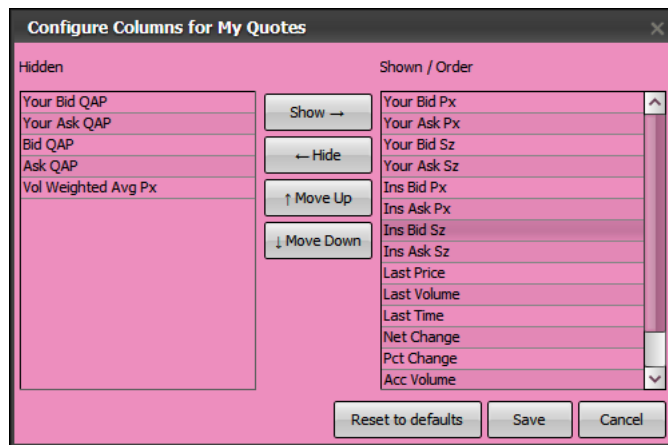 Configure Columns for My Quotes
Hidden
Shown / Order
Your Bid QAP
Your Ask QAP
Bid QAP
Ask QAP
Vol Weighted Avg Px
Show →
← Hide
↑ Move Up
↓ Move Down
Your Bid Px
Your Ask Px
Your Bid Sz
Your Ask Sz
Ins Bid Px
Ins Ask Px
Ins Bid Sz
Ins Ask Sz
Last Price
Last Volume
Last Time
Net Change
Pct Change
Acc Volume
Reset to defaults
Save
Cancel